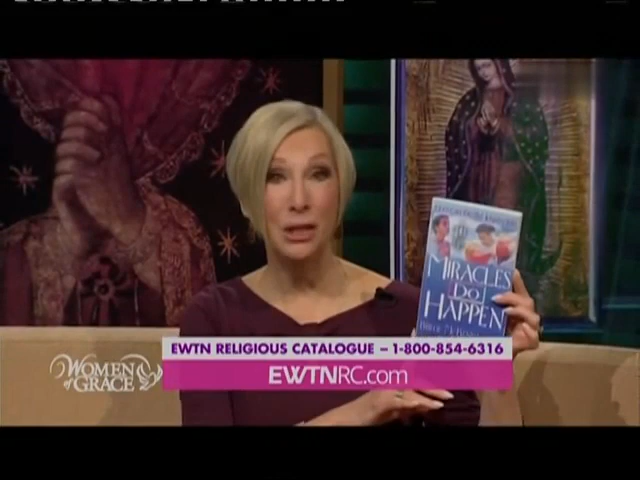 MIRACLES
DO
HAPPEN
EWTN RELIGIOUS CATALOGUE – 1-800-854-6316
EWTNRC.com
WOMEN
of GRACE